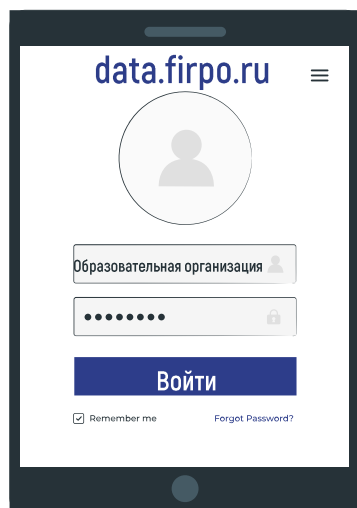 data.firpo.ru
Образовательная организация
Войти
Remember me
Forgot Password?